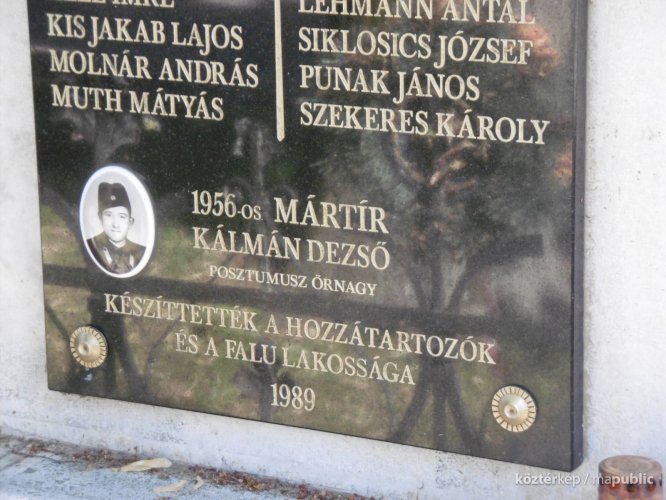 KIS JAKAB LAJOS
MOLNÁR ANDRÁS
MUTH MÁTYÁS
LEHMANN ANTAL
SIKLOSICS JÓZSEF
PUNAK JÁNOS
SZEKERES KÁROLY
1956-OS MÁRTÍR
KÁLMÁN DEZSŐ
POSZTUMUSZ ŐRNAGY
KÉSZÍTTETTÉK A HOZZÁTARTOZÓK
ÉS A FALU LAKOSSÁGA
1989
köztérkép / mapublic